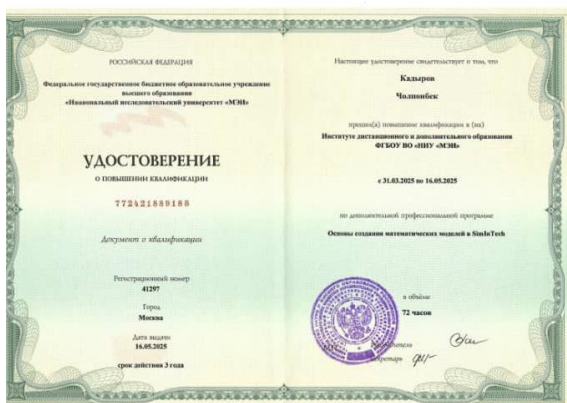 РОССИЙСКАЯ ФЕДЕРАЦИЯ
Федеральное государственное бюджетное образовательное учреждение
высшего образования
«Национальный исследовательский университет «МЭИ»
УДОСТОВЕРЕНИЕ
О ПОВЫШЕНИИ КВАЛИФИКАЦИИ
Документ о квалификации
Регистрационный номер
41297
Город
Москва
Дата выдачи
16.05.2025
срок действия 3 года
Настоящее удостоверение свидетельствует о том, что
Кадыров
Чолпонбек
прошел(а) повышение квалификации в (на)
Институте дистанционного и дополнительного образования
ФГБОУ ВО «НИУ «МЭИ»
с 31.03.2025 по 16.05.2025
по дополнительной профессиональной программе
Основы создания математических моделей в SimInTech
в объёме
72 часов